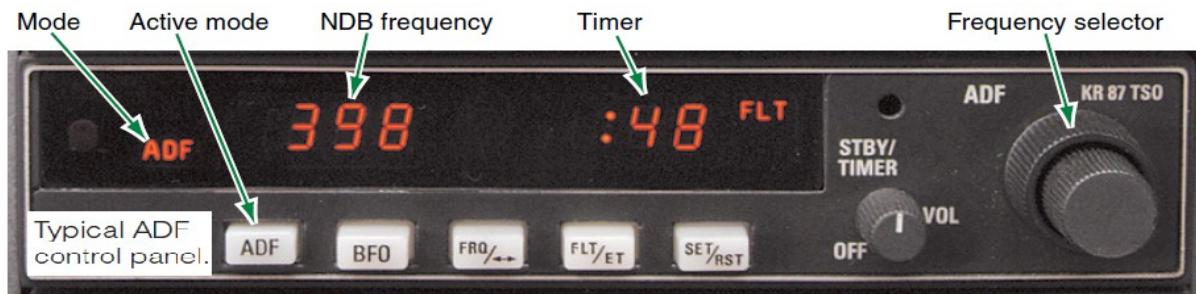 Mode Active mode NDB frequency Timer Frequency selector
ADF 398 :48 FLT ADF KR 87 TSO
STBY/
TIMER
VOL
OFF
Typical ADF
control panel.
ADF BFO FRQ/↔ FLT/ET SET/RST